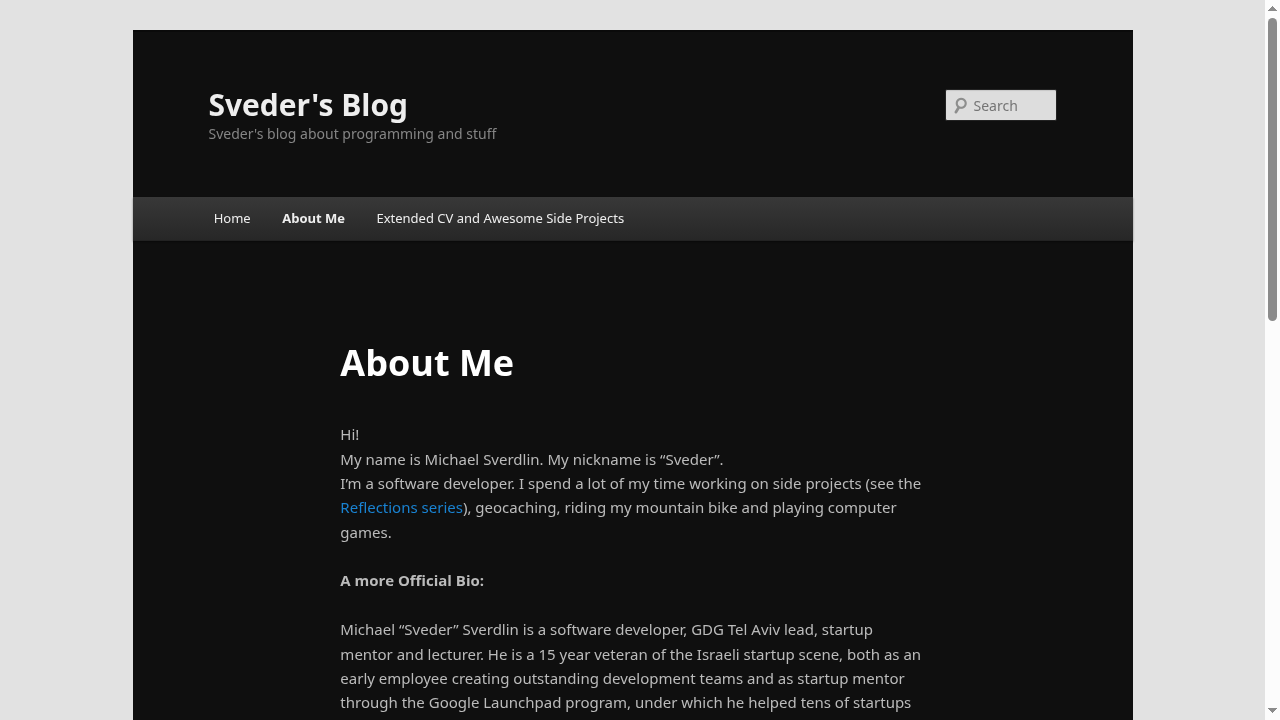 Sveder's Blog
Sveder's blog about programming and stuff
Search
Home About Me Extended CV and Awesome Side Projects
About Me
Hi!
My name is Michael Sverdlin. My nickname is “Sveder”.
I’m a software developer. I spend a lot of my time working on side projects (see the
Reflections series), geocaching, riding my mountain bike and playing computer
games.
A more Official Bio:
Michael “Sveder” Sverdlin is a software developer, GDG Tel Aviv lead, startup
mentor and lecturer. He is a 15 year veteran of the Israeli startup scene, both as an
early employee creating outstanding development teams and as startup mentor
through the Google Launchpad program, under which he helped tens of startups